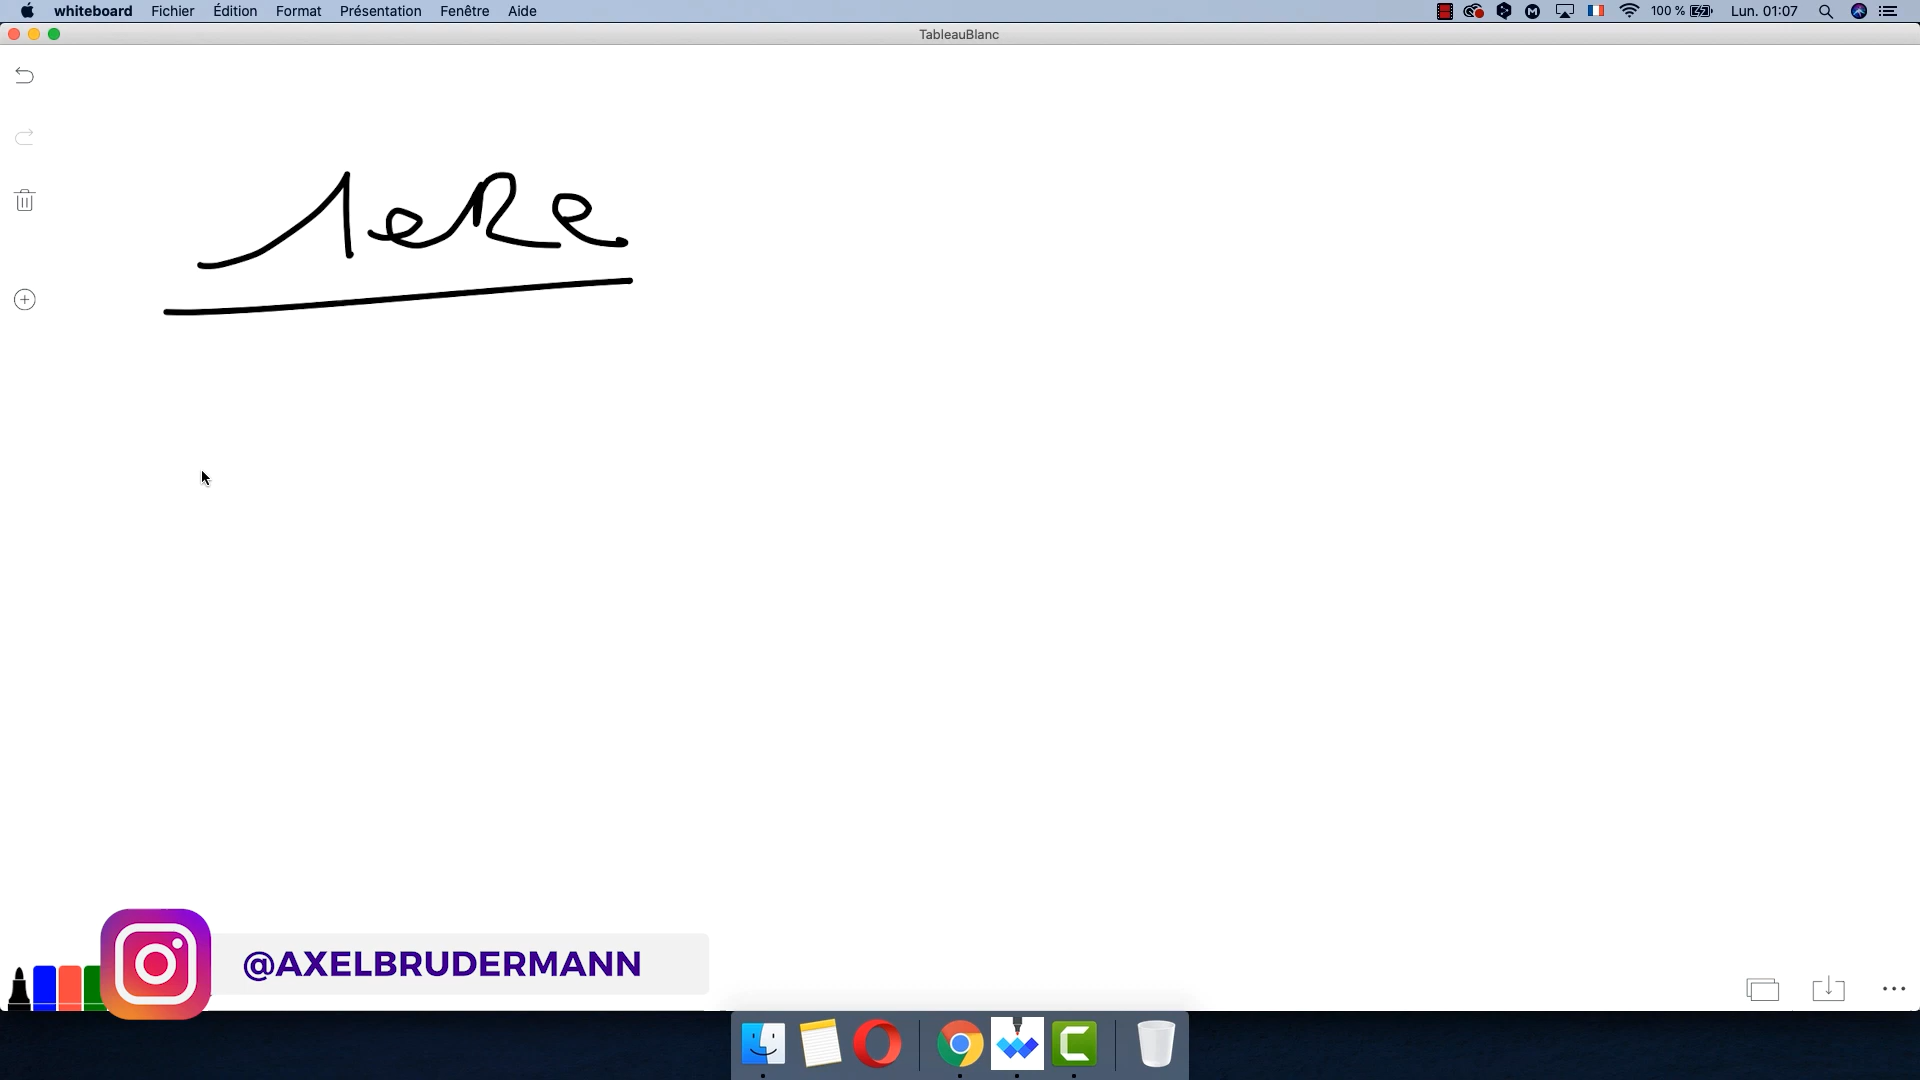 whiteboard Fichier Édition Format Présentation Fenêtre Aide 100 % Lun. 01:07
TableauBlanc
1eRe
@AXELBRUDERMANN